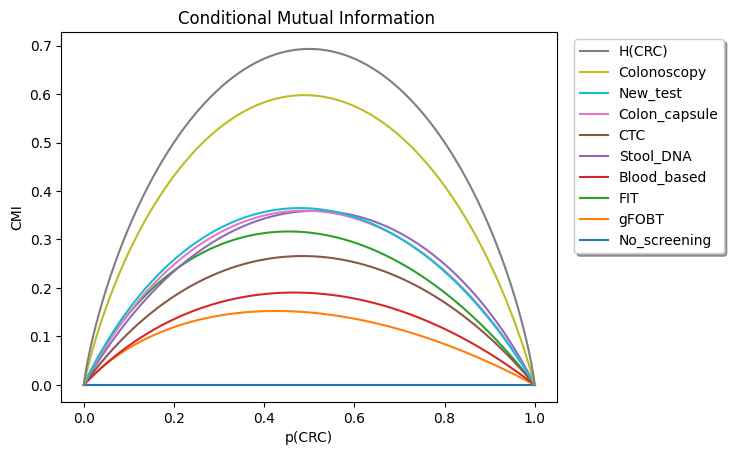 Conditional Mutual Information
CMI
0.7
0.6
0.5
0.4
0.3
0.2
0.1
0.0
0.0 0.2 0.4 0.6 0.8 1.0
p(CRC)
H(CRC)
Colonoscopy
New_test
Colon_capsule
CTC
Stool_DNA
Blood_based
FIT
gFOBT
No_screening